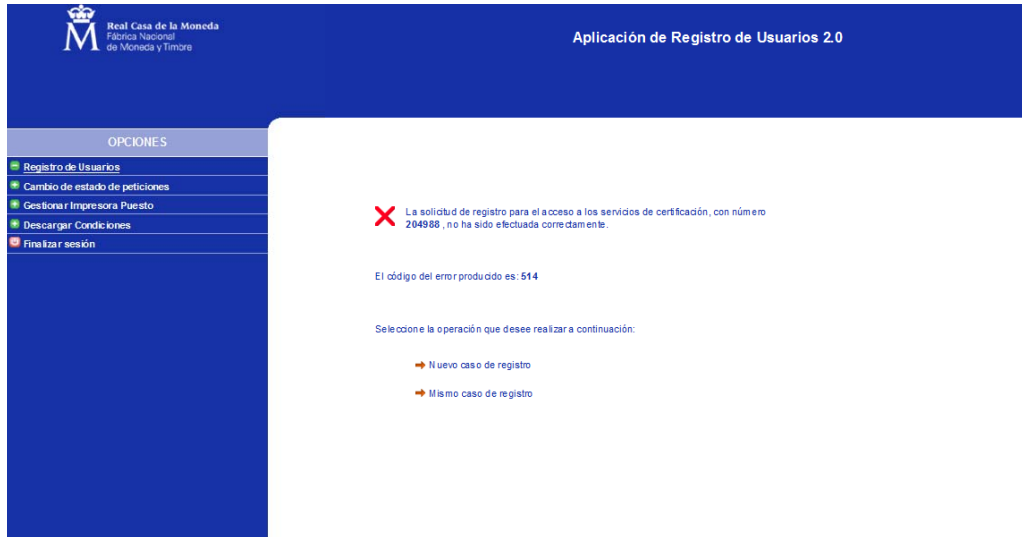 Real Casa de la Moneda
Fábrica Nacional
de Moneda y Timbre
Aplicación de Registro de Usuarios 2.0
OPCIONES
Registro de Usuarios
Cambio de estado de peticiones
Gestionar Impresora Puesto
Descargar Condiciones
Finalizar sesión
La solicitud de registro para el acceso a los servicios de certificación, con número
204988 , no ha sido efectuada correctamente.
El código del error producido es: 514
Seleccione la operación que desee realizar a continuación:
Nuevo caso de registro
Mismo caso de registro